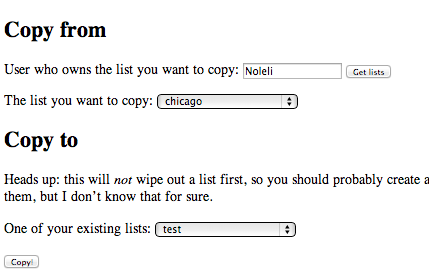 Copy from
User who owns the list you want to copy: Noleli Get lists
The list you want to copy: chicago
Copy to
Heads up: this will not wipe out a list first, so you should probably create a
them, but I don’t know that for sure.
One of your existing lists: test
Copy!